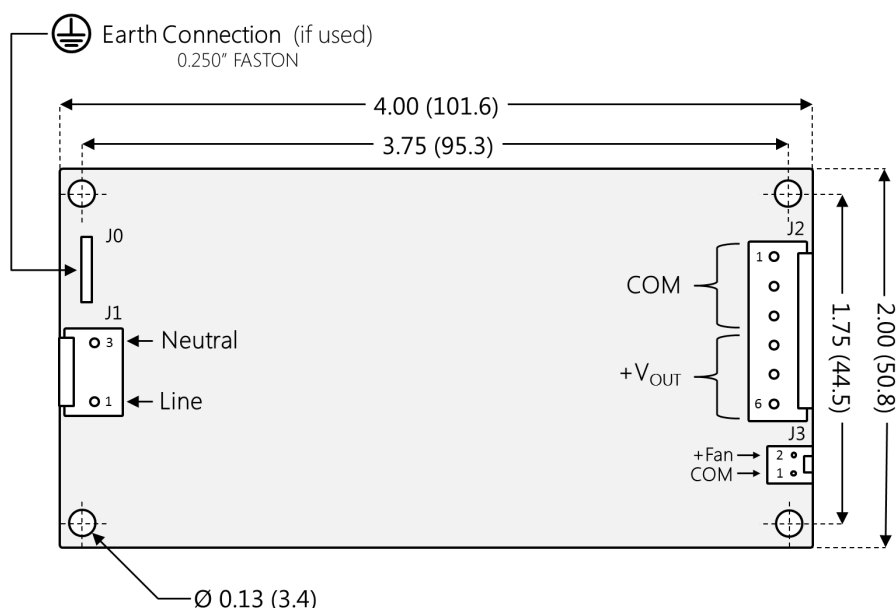 Earth Connection (if used)
0.250" FASTON
4.00 (101.6)
3.75 (95.3)
J0
J1
3
Neutral
1
Line
J2
1
COM
+VOUT
6
J3
+Fan
2
COM
1
1.75 (44.5)
2.00 (50.8)
Ø 0.13 (3.4)